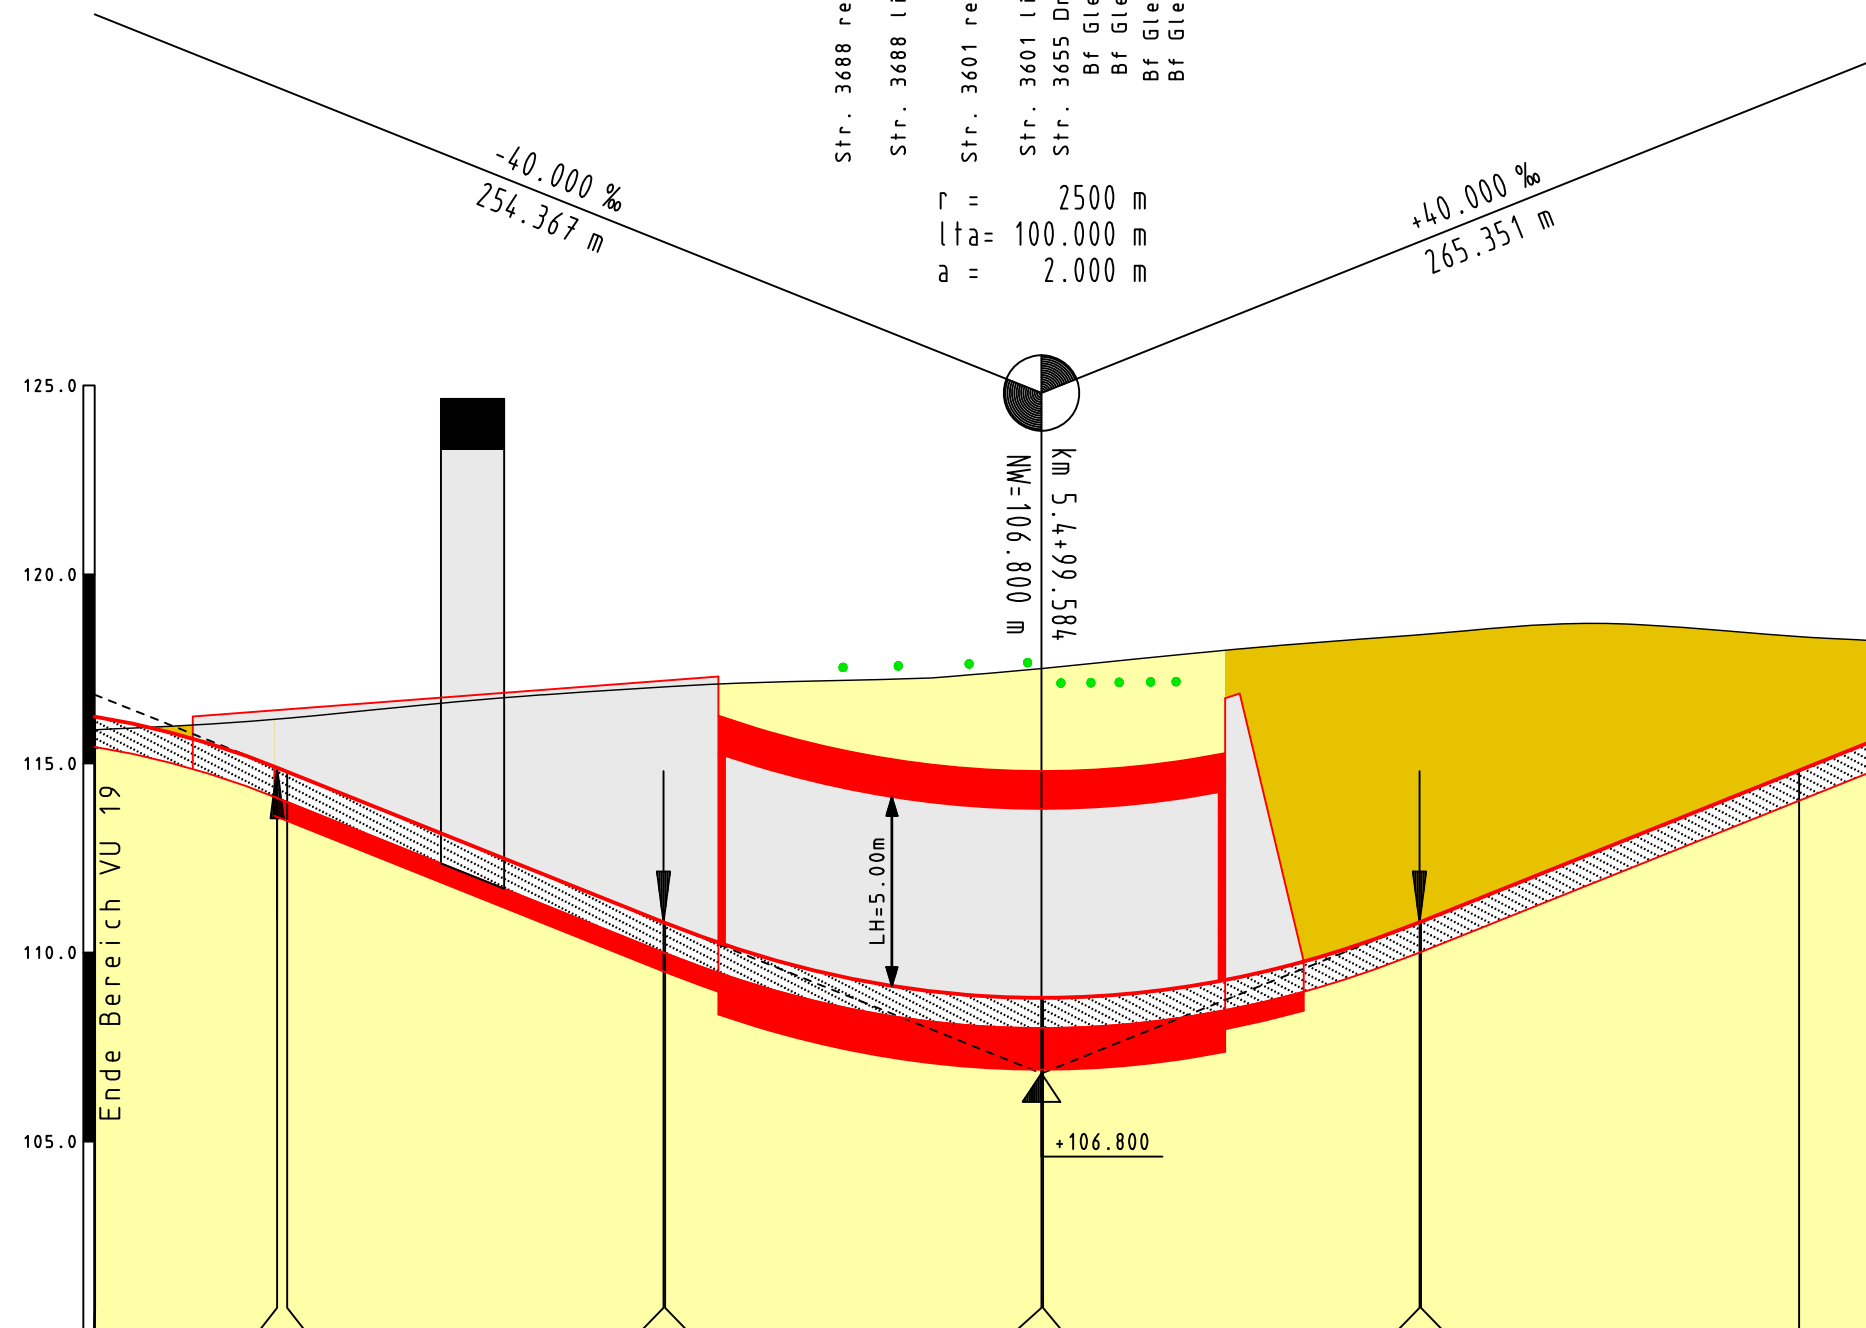 Str. 3688 re
Str. 3688 li
Str. 3601 re
Str. 3601 li
Str. 3655 Dr
Bf Gle
Bf Gle
Bf Gle
Bf Gle
-40.000 ‰
254.367 m
r = 2500 m
lta= 100.000 m
a = 2.000 m
+40.000 ‰
265.351 m
125.0
120.0
115.0
110.0
105.0
km 5.4+99.584
NW=106.800 m
LH=5.00m
Ende Bereich VU 19
+106.800